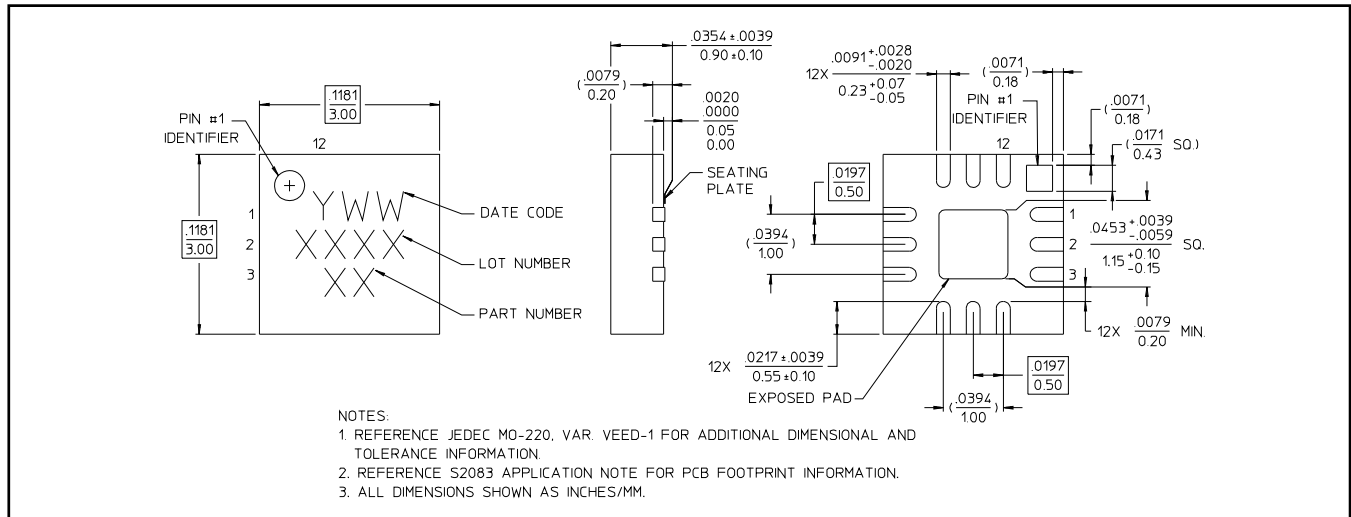 .1181
3.00
PIN #1
IDENTIFIER
12
.1181
3.00
1
2
3
YWW
XXXX
XX
DATE CODE
LOT NUMBER
PART NUMBER
.0354 ±.0039
0.90 ±0.10
(.0079)
0.20
.0020
.0000
0.05
0.00
SEATING
PLATE
12X .0091 +.0028 -.0020
0.23 +0.07 -0.05
(.0071)
0.18
PIN #1
IDENTIFIER
12
(.0071)
0.18
(.0171 SQ.)
0.43
.0197
0.50
(.0394)
1.00
1
2
3
.0453 +.0039 -.0059 SQ.
1.15 +0.10 -0.15
12X .0079 MIN.
0.20
12X .0217 ±.0039
0.55 ±0.10
EXPOSED PAD
.0197
0.50
(.0394)
1.00
NOTES:
1. REFERENCE JEDEC MO-220, VAR. VEED-1 FOR ADDITIONAL DIMENSIONAL AND
TOLERANCE INFORMATION.
2. REFERENCE S2083 APPLICATION NOTE FOR PCB FOOTPRINT INFORMATION.
3. ALL DIMENSIONS SHOWN AS INCHES/MM.